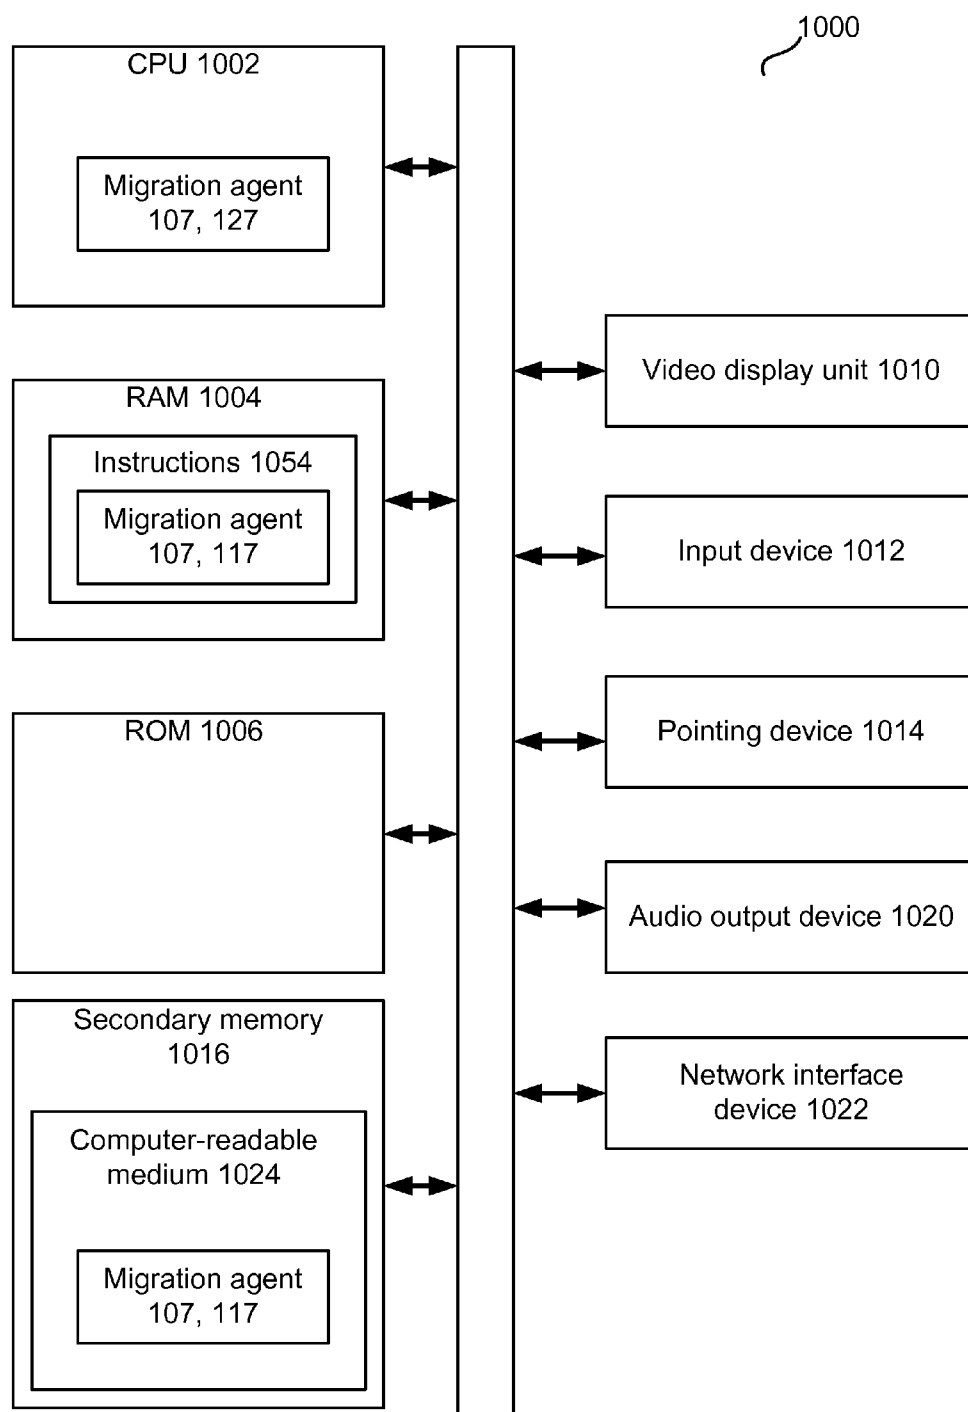 1000
CPU 1002
Migration agent
107, 127
RAM 1004
Instructions 1054
Migration agent
107, 117
ROM 1006
Secondary memory
1016
Computer-readable
medium 1024
Migration agent
107, 117
Video display unit 1010
Input device 1012
Pointing device 1014
Audio output device 1020
Network interface
device 1022